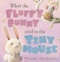 What the
FLUFFY
BUNNY
said to the
TINY
MOUSE